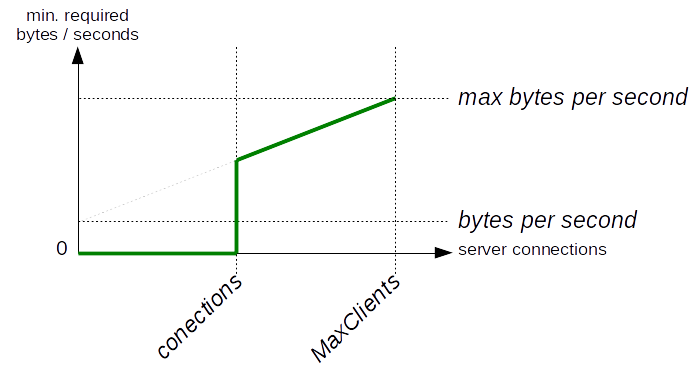 min. required
bytes / seconds
max bytes per second
bytes per second
0
server connections
conections
MaxClients